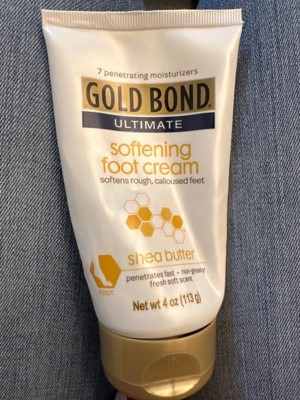 7 penetrating moisturizers
GOLD BOND®
ULTIMATE
softening
foot cream
softens rough, calloused feet
shea butter
penetrates fast • non-greasy
fresh soft scent
FOOT
Net wt 4 oz (113 g)